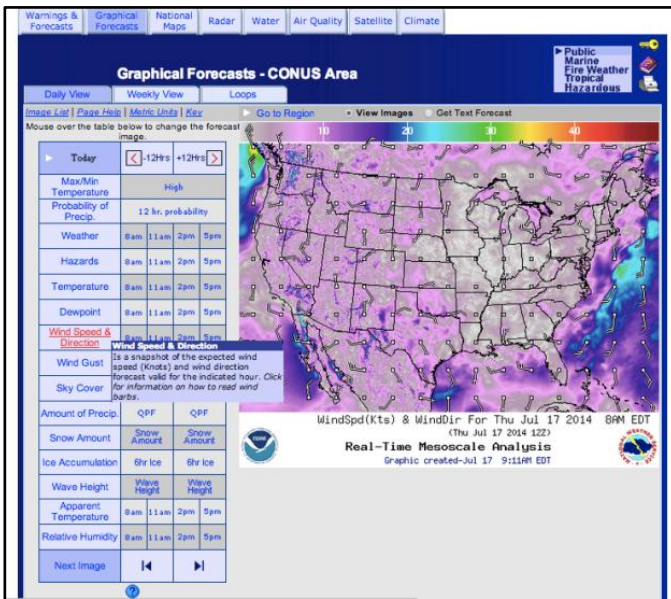 Warnings & Forecasts
Graphical Forecasts
National Maps
Radar
Water
Air Quality
Satellite
Climate
Graphical Forecasts - CONUS Area
Public
Marine
Fire Weather
Tropical
Hazardous
Daily View
Weekly View
Loops
Image List | Page Help | Metric Units | Key
Go to Region
View Images
Get Text Forecast
Mouse over the table below to change the forecast image.
10 20 30 40
Today -12Hrs +12Hrs
Max/Min Temperature High
Probability of Precip. 12 hr. probability
Weather 8am 11am 2pm 5pm
Hazards 8am 11am 2pm 5pm
Temperature 8am 11am 2pm 5pm
Dewpoint 8am 11am 2pm 5pm
Wind Speed & Direction 8am 11am 2pm 5pm
Wind Speed & Direction
Is a snapshot of the expected wind
speed (Knots) and wind direction
forecast valid for the indicated hour. Click
for information on how to read wind
barbs.
Wind Gust
Sky Cover
Amount of Precip. QPF QPF
Snow Amount Snow Amount Snow Amount
Ice Accumulation 6hr Ice 6hr Ice
Wave Height Wave Height Wave Height
Apparent Temperature 8am 11am 2pm 5pm
Relative Humidity 8am 11am 2pm 5pm
Next Image
?
WindSpd(Kts) & WindDir For Thu Jul 17 2014 8AM EDT
(Thu Jul 17 2014 12Z)
Real-Time Mesoscale Analysis
Graphic created-Jul 17 9:11AM EDT